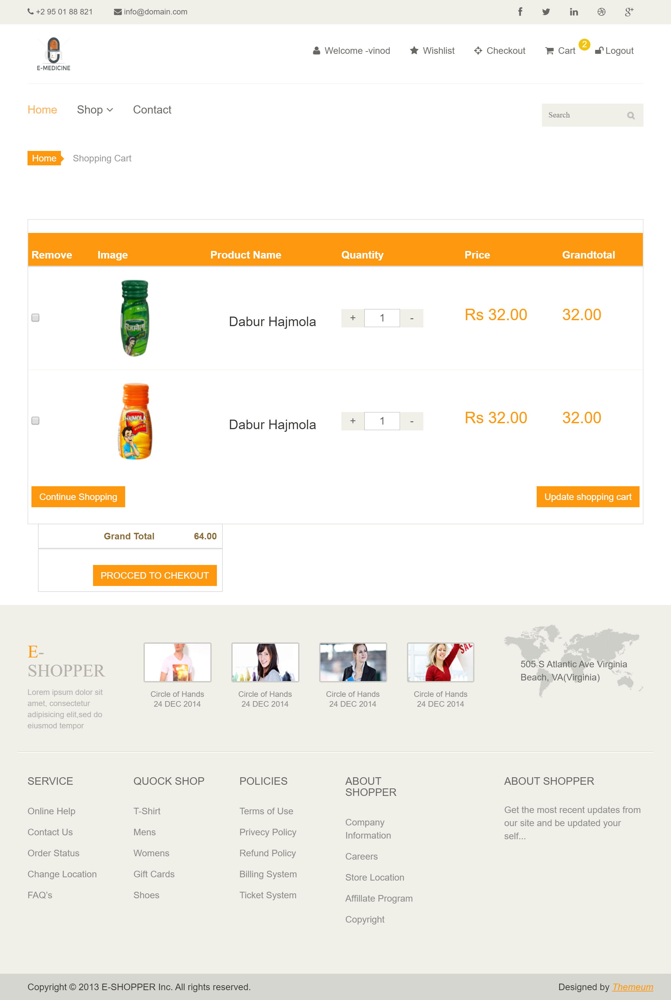 +2 95 01 88 821 info@domain.com
E-MEDICINE
Welcome -vinod Wishlist Checkout Cart 2 Logout
Home Shop Contact
Search
Home Shopping Cart
Remove Image Product Name Quantity Price Grandtotal
हाजमोला
Dabur Hajmola + 1 - Rs 32.00 32.00
HAJMOLA
REGULAR
Dabur Hajmola + 1 - Rs 32.00 32.00
Continue Shopping Update shopping cart
Grand Total 64.00
PROCCED TO CHEKOUT
E-
SHOPPER
Lorem ipsum dolor sit
amet, consectetur
adipisicing elit,sed do
eiusmod tempor
Circle of Hands
24 DEC 2014
Circle of Hands
24 DEC 2014
Circle of Hands
24 DEC 2014
SALE
Circle of Hands
24 DEC 2014
505 S Atlantic Ave Virginia
Beach, VA(Virginia)
SERVICE
Online Help
Contact Us
Order Status
Change Location
FAQ’s
QUOCK SHOP
T-Shirt
Mens
Womens
Gift Cards
Shoes
POLICIES
Terms of Use
Privecy Policy
Refund Policy
Billing System
Ticket System
ABOUT
SHOPPER
Company
Information
Careers
Store Location
Affillate Program
Copyright
ABOUT SHOPPER
Get the most recent updates from
our site and be updated your
self...
Copyright © 2013 E-SHOPPER Inc. All rights reserved. Designed by Themeum